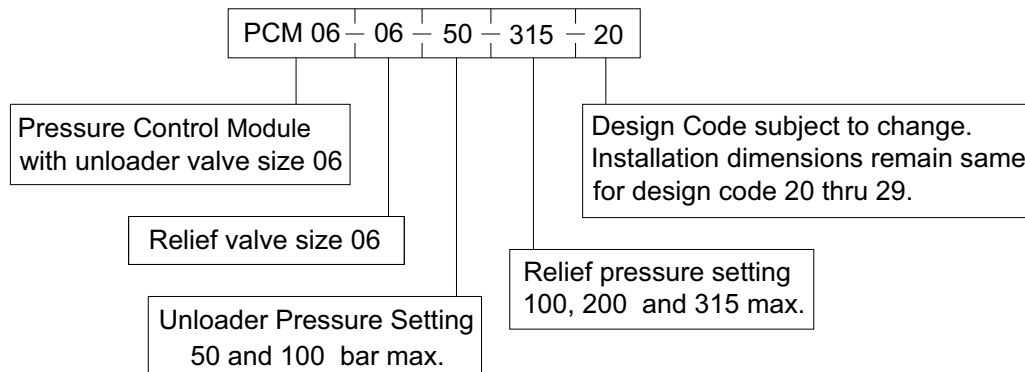 PCM 06 – 06 – 50 – 315 – 20
Pressure Control Module
with unloader valve size 06
Design Code subject to change.
Installation dimensions remain same
for design code 20 thru 29.
Relief valve size 06
Relief pressure setting
100, 200 and 315 max.
Unloader Pressure Setting
50 and 100 bar max.